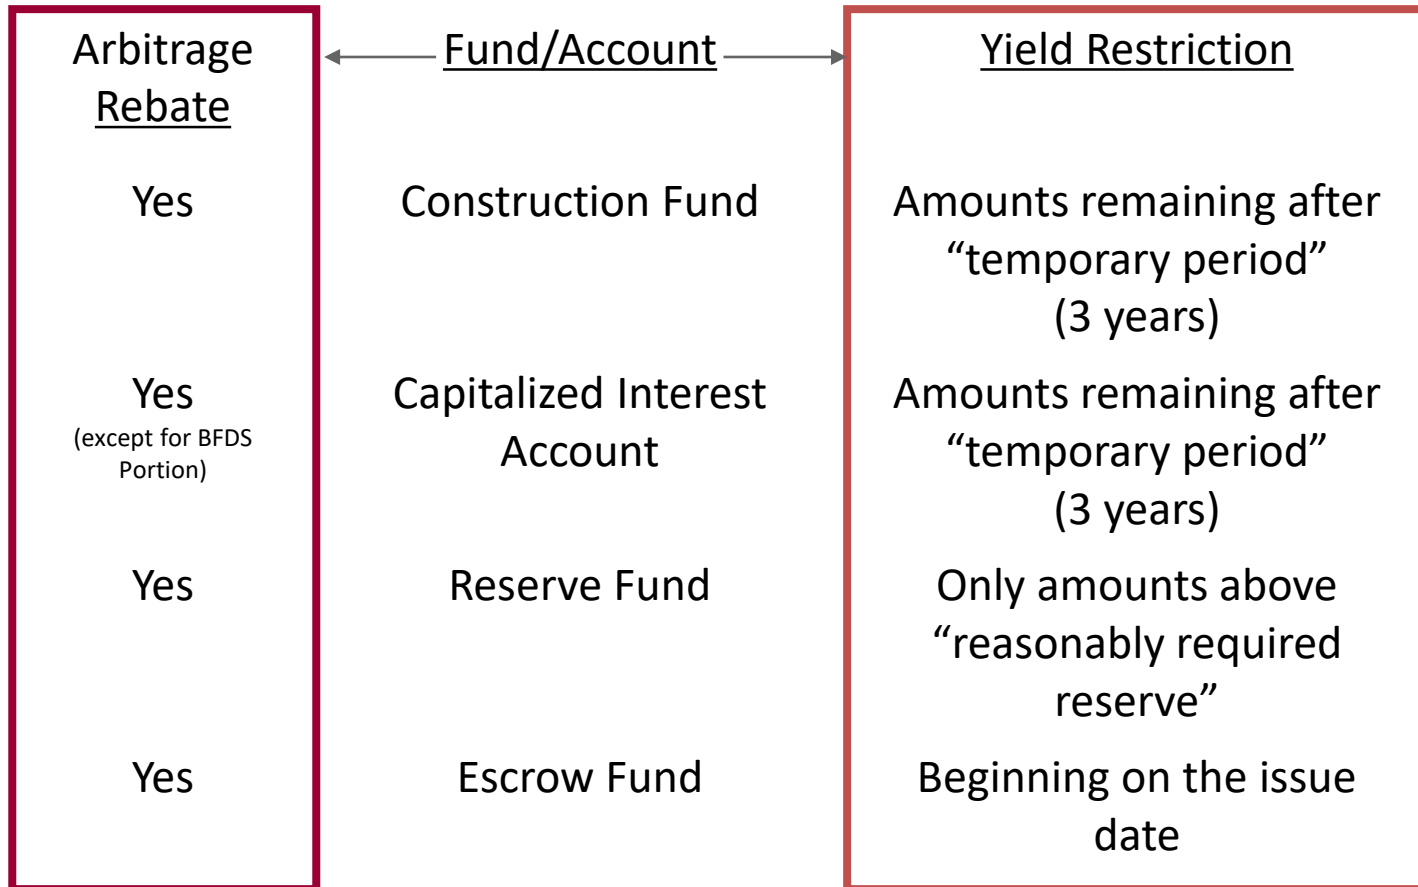 Arbitrage
Rebate
Fund/Account
Yield Restriction
Yes
Construction Fund
Amounts remaining after
“temporary period”
(3 years)
Yes
(except for BFDS
Portion)
Capitalized Interest
Account
Amounts remaining after
“temporary period”
(3 years)
Yes
Reserve Fund
Only amounts above
“reasonably required
reserve”
Yes
Escrow Fund
Beginning on the issue
date